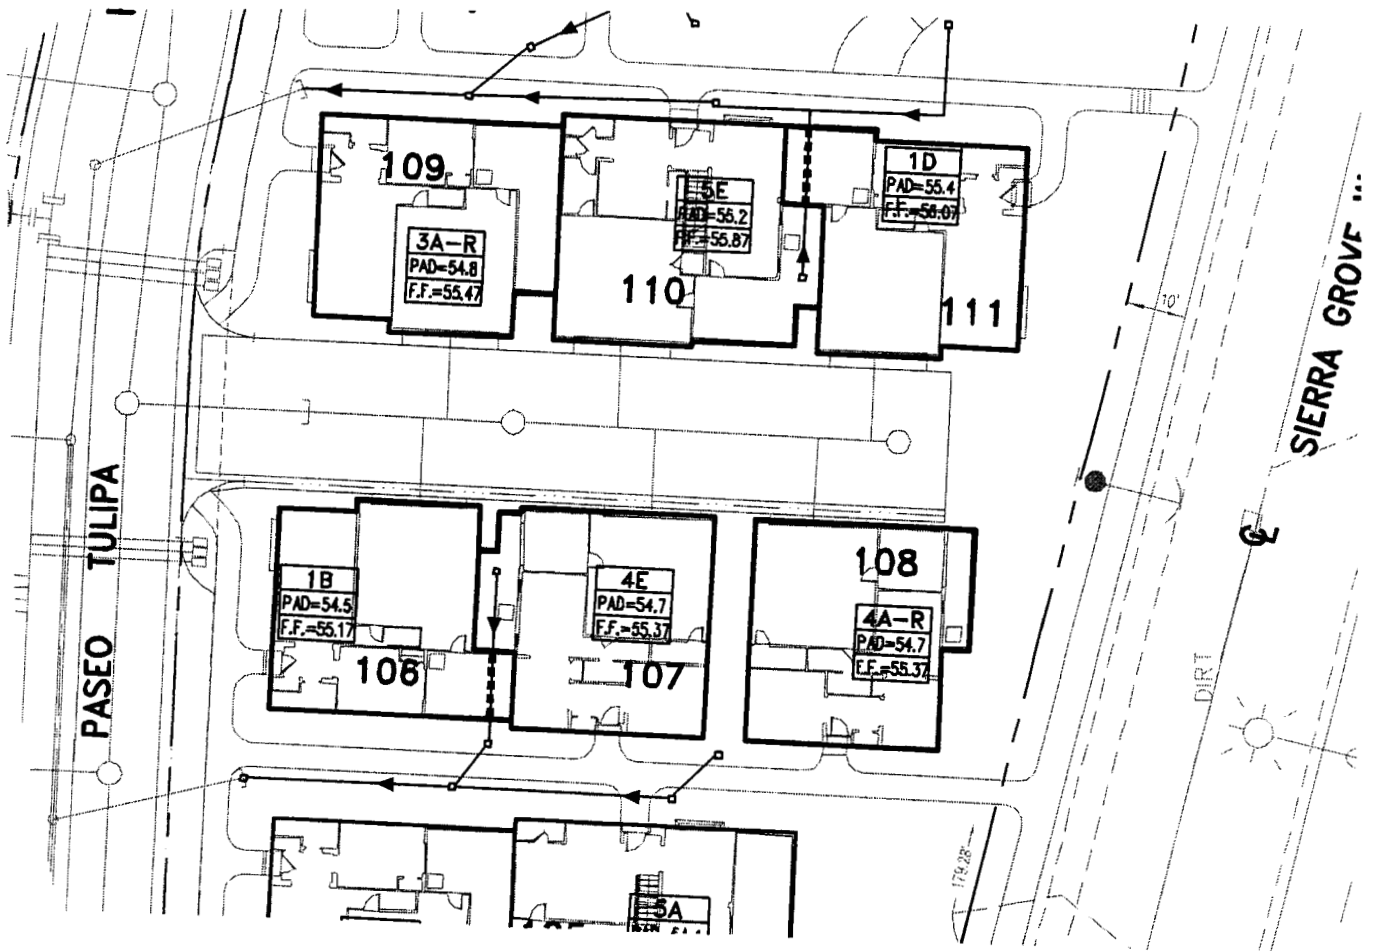 109
3A-R
PAD=54.8
F.F.=55.47
5E
PAD=55.2
F.F.=55.87
110
1D
PAD=55.4
F.F.=56.07
111
10'
SIERRA GROVE
PASEO TULIPA
1B
PAD=54.5
F.F.=55.17
106
4E
PAD=54.7
F.F.=55.37
107
108
4A-R
PAD=54.7
F.F.=55.37
℄
DIRT
179.28'
5A